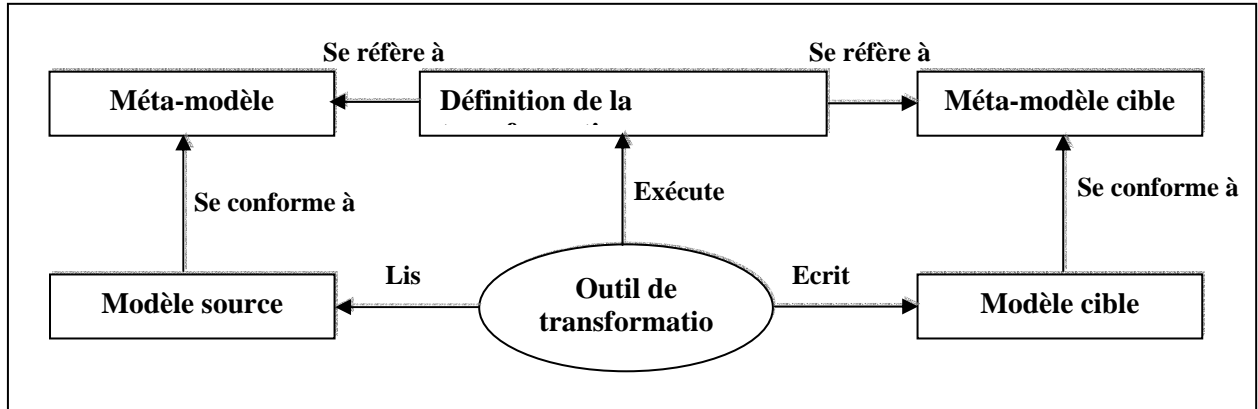 Se réfère à
Se réfère à
Méta-modèle
Définition de la
Méta-modèle cible
Se conforme à
Exécute
Se conforme à
Lis
Ecrit
Modèle source
Outil de
transformatio
Modèle cible